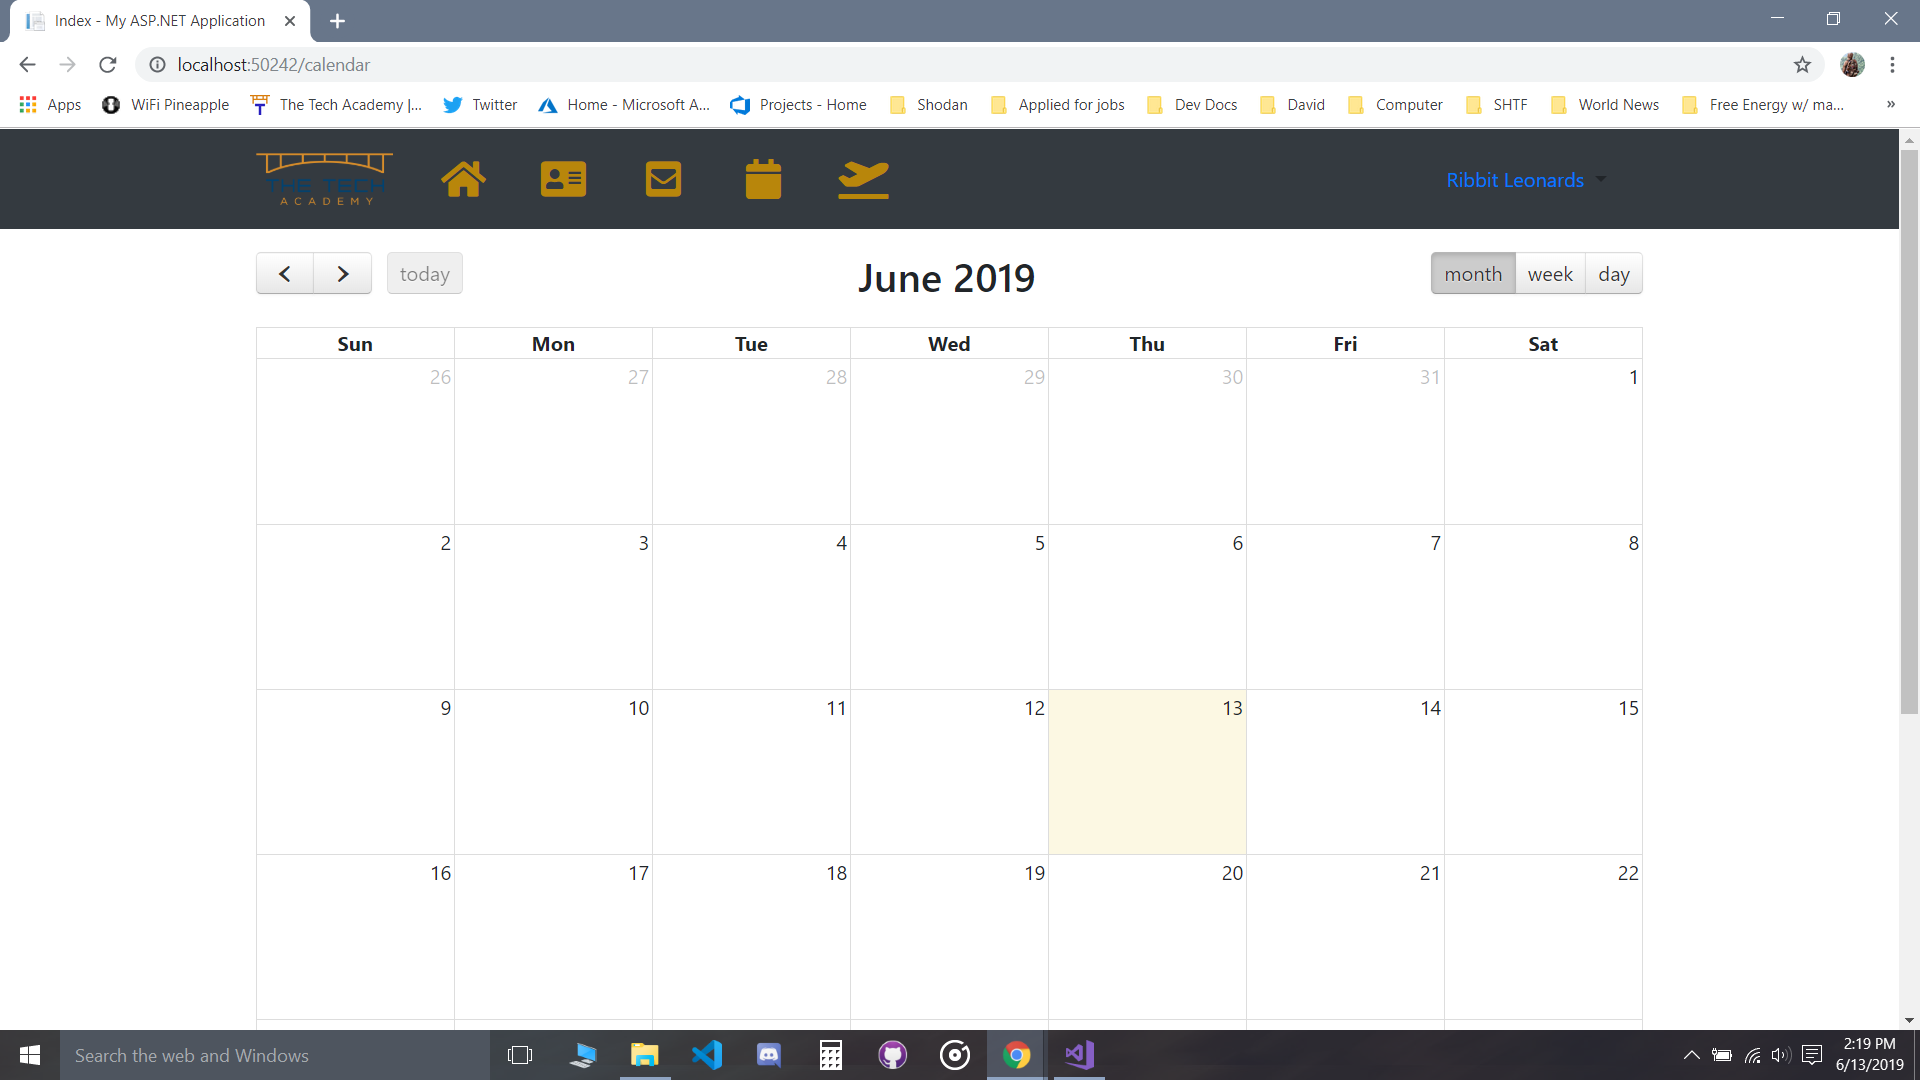 Index - My ASP.NET Application
localhost:50242/calendar
Apps WiFi Pineapple The Tech Academy |... Twitter Home - Microsoft A... Projects - Home Shodan Applied for jobs Dev Docs David Computer SHTF World News Free Energy w/ ma... »
THE TECH
ACADEMY
Ribbit Leonards
today June 2019 month week day
Sun Mon Tue Wed Thu Fri Sat
26 27 28 29 30 31 1
2 3 4 5 6 7 8
9 10 11 12 13 14 15
16 17 18 19 20 21 22
Search the web and Windows
2:19 PM
6/13/2019